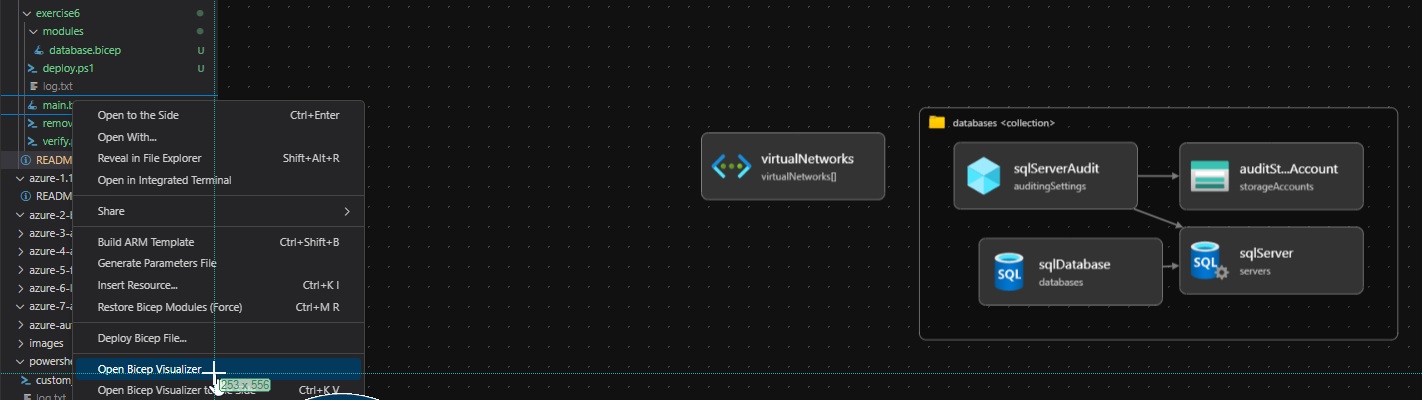 exercise6
modules
database.bicep U
deploy.ps1 U
log.txt
main.b
remov
verify.
README
azure-1.1
READM
azure-2-
azure-3-a
azure-4-a
azure-5-f
azure-6-
azure-7-a
azure-au
images
powershe
custom_
log.txt
Open to the Side Ctrl+Enter
Open With...
Reveal in File Explorer Shift+Alt+R
Open in Integrated Terminal
Share
Build ARM Template Ctrl+Shift+B
Generate Parameters File
Insert Resource... Ctrl+K I
Restore Bicep Modules (Force) Ctrl+M R
Deploy Bicep File...
Open Bicep Visualizer
253 x 556
Open Bicep Visualizer to Side Ctrl+K V
virtualNetworks
virtualNetworks[]
databases <collection>
sqlServerAudit
auditingSettings
auditSt...Account
storageAccounts
SQL
sqlDatabase
databases
SQL
sqlServer
servers